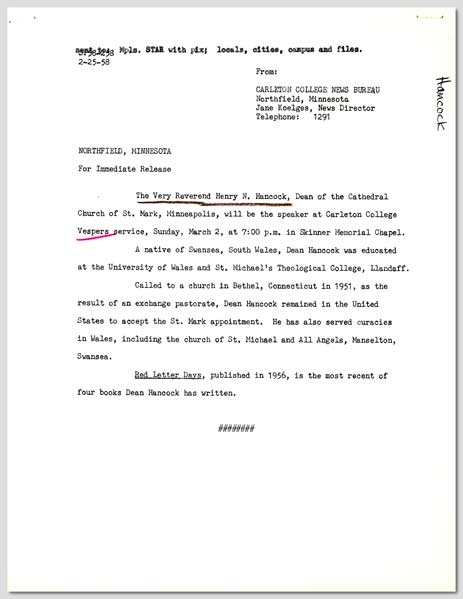 sent to: Mpls. STAR with pix; locals, cities, campus and files.
2-25-58
From:
CARLETON COLLEGE NEWS BUREAU
Northfield, Minnesota
Jane Koelges, News Director
Telephone: 1291
Hancock
NORTHFIELD, MINNESOTA
For Immediate Release
The Very Reverend Henry N. Hancock, Dean of the Cathedral
Church of St. Mark, Minneapolis, will be the speaker at Carleton College
Vespers service, Sunday, March 2, at 7:00 p.m. in Skinner Memorial Chapel.
A native of Swansea, South Wales, Dean Hancock was educated
at the University of Wales and St. Michael's Theological College, Llandaff.
Called to a church in Bethel, Connecticut in 1951, as the
result of an exchange pastorate, Dean Hancock remained in the United
States to accept the St. Mark appointment. He has also served curacies
in Wales, including the church of St. Michael and All Angels, Manselton,
Swansea.
Red Letter Days, published in 1956, is the most recent of
four books Dean Hancock has written.
########